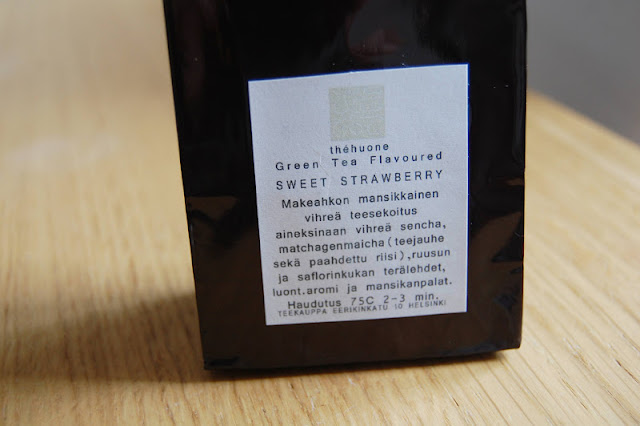 théhuone
Green Tea Flavoured
SWEET STRAWBERRY
Makeahkon mansikkainen
vihreä teesekoitus
aineksinaan vihreä sencha,
matchagenmaicha(teejauhe
sekä paahdettu riisi),ruusun
ja saflorinkukan terälehdet,
luont.aromi ja mansikanpalat.
Haudutus 75C 2-3 min.
TEEKAUPPA EERIKINKATU 10 HELSINKI